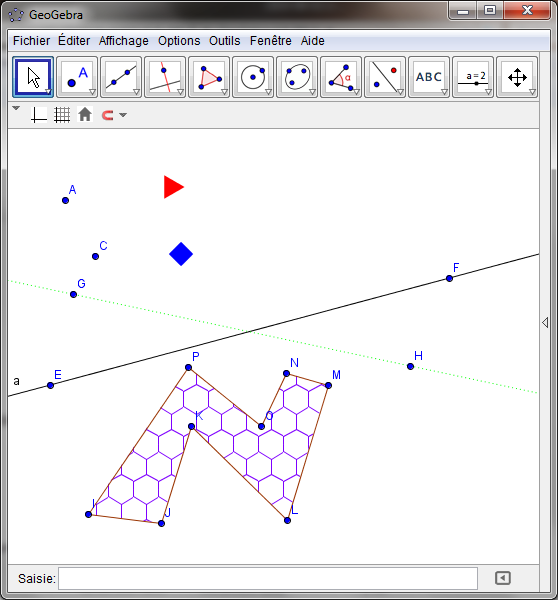 GeoGebra
Fichier Éditer Affichage Options Outils Fenêtre Aide
A α ABC a=2
A
C
G
F
E
H
a
P
N
M
K
O
I
J
L
Saisie: